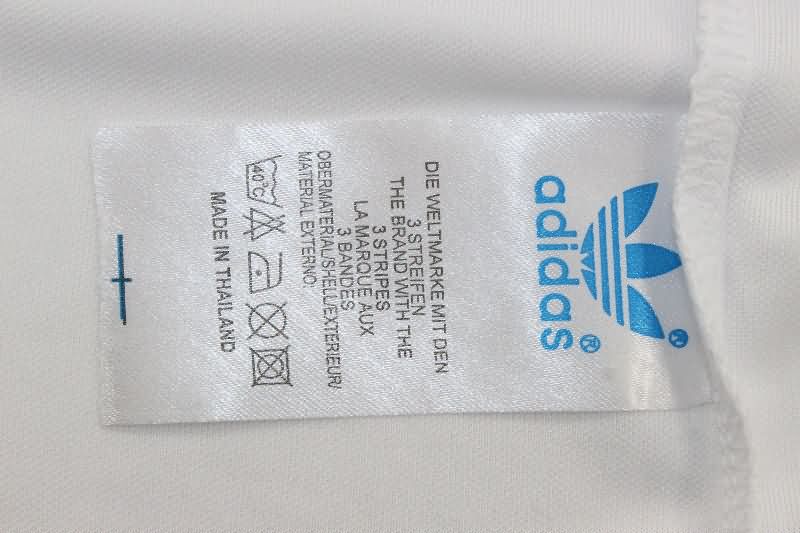 adidas®
®
DIE WELTMARKE MIT DEN
3 STREIFEN
THE BRAND WITH THE
3 STRIPES
LA MARQUE AUX
3 BANDES
OBERMATERIAL/SHELL/EXTERIEUR/
MATERIAL EXTERNO:
40°C
MADE IN THAILAND